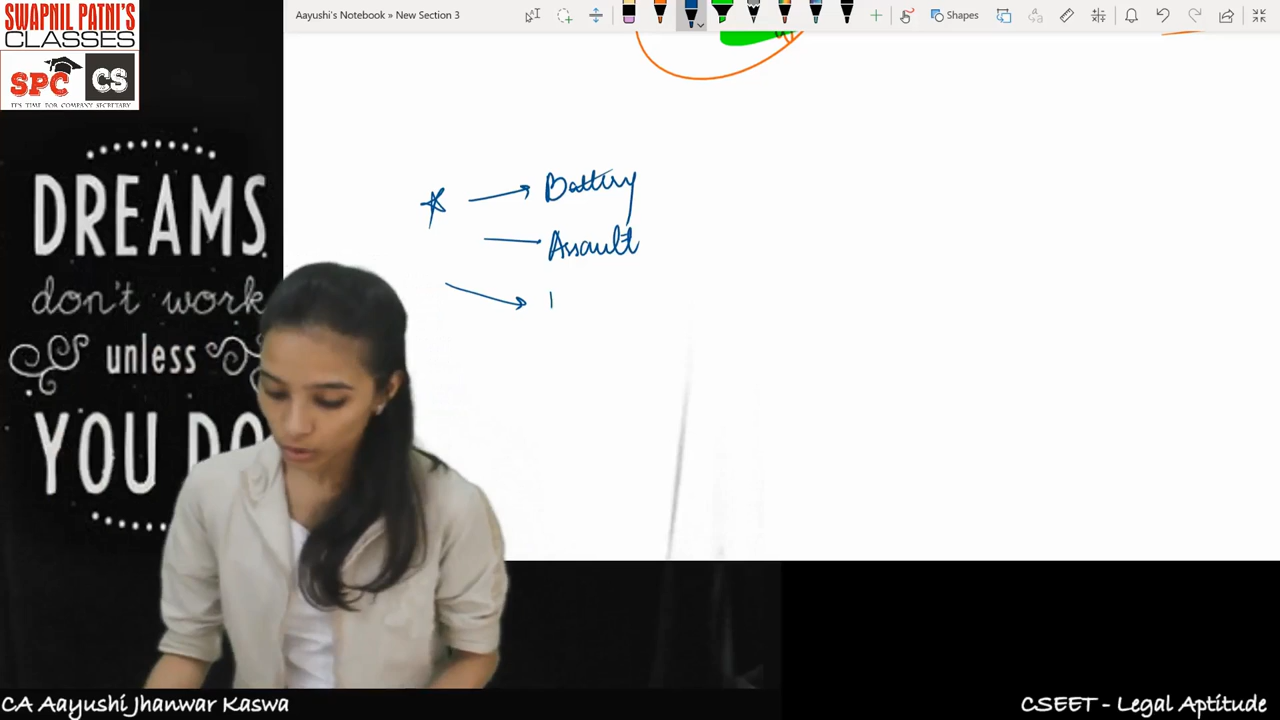 SWAPNIL PATNI'S
CLASSES
SPC CS
IT'S TIME FOR COMPANY SECRETARY
Aayushi's Notebook » New Section 3
Shapes
DREAMS
don't work
unless
YOU DO
Battery
Assault
CA Aayushi Jhanwar Kaswa
CSEET - Legal Aptitude